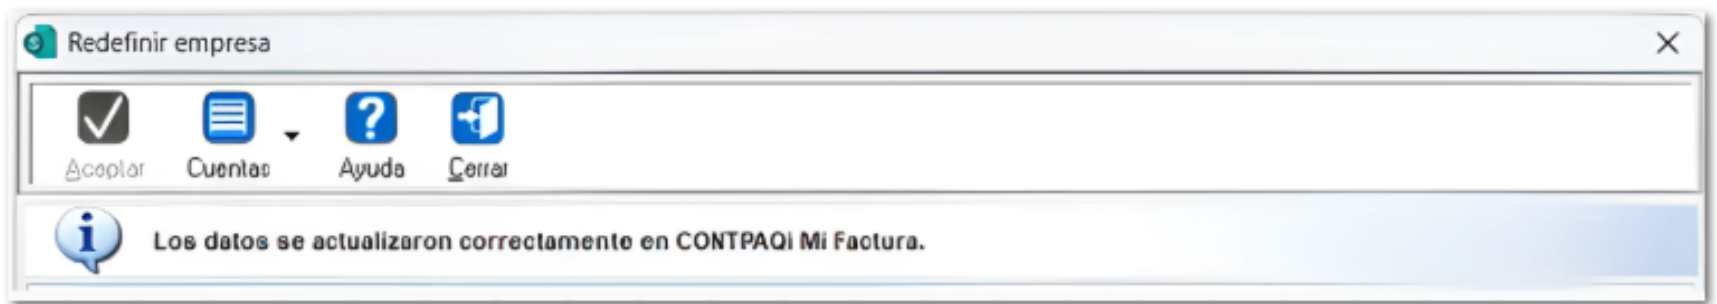 Redefinir empresa
Aceptar Cuentas Ayuda Cerrar
Los datos se actualizaron correctamente en CONTPAQi Mi Factura.